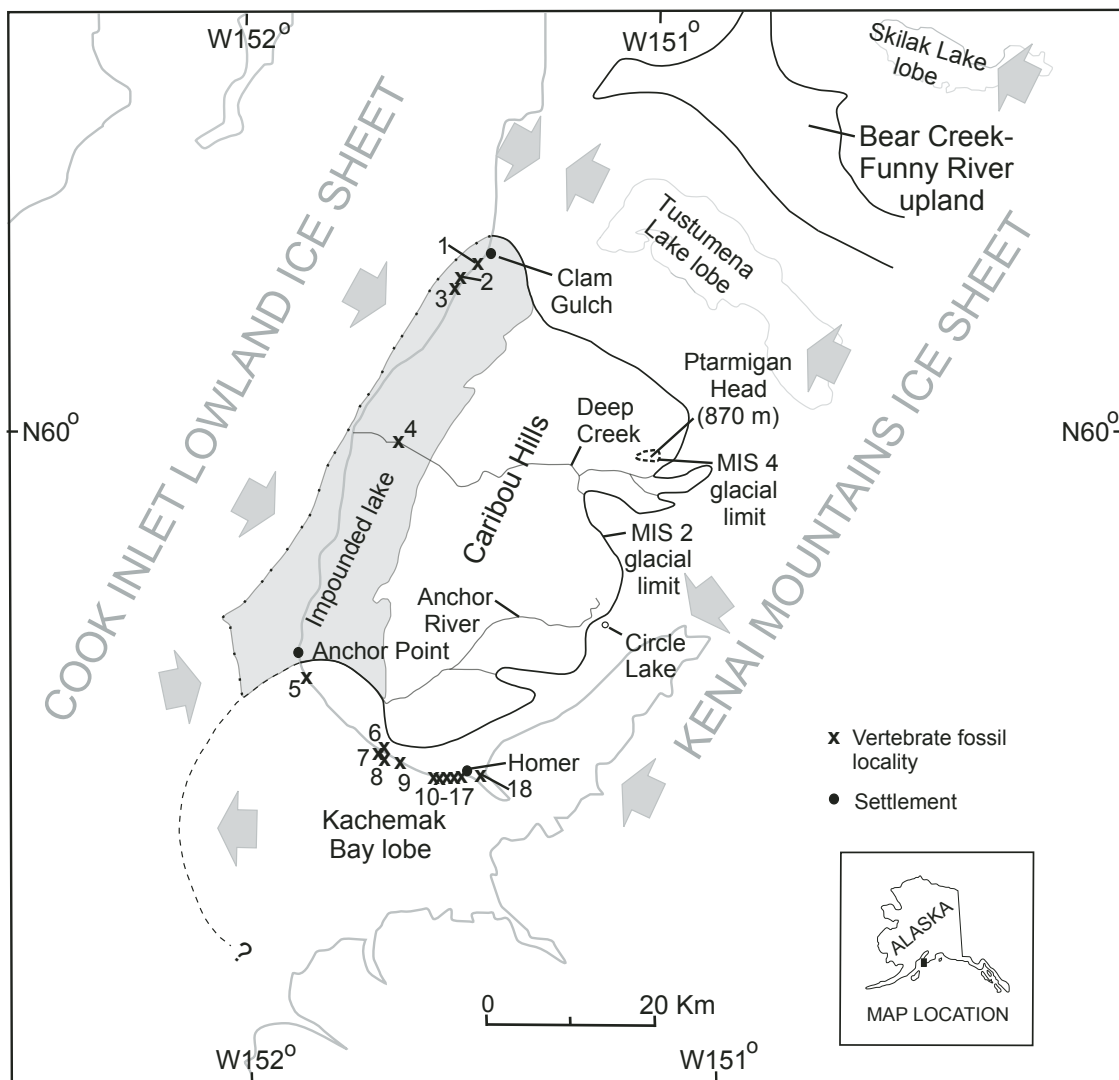 W152°
W151°
Skilak Lake
lobe
Bear Creek-
Funny River
upland
COOK INLET LOWLAND ICE SHEET
Tustumena
Lake lobe
1
2
3
Clam
Gulch
KENAI MOUNTAINS ICE SHEET
Ptarmigan
Head
(870 m)
Deep
Creek
N60°
N60°
4
MIS 4
glacial
limit
Caribou Hills
Impounded lake
MIS 2
glacial
limit
Anchor
River
Circle
Lake
Anchor Point
5
6
7
8
9
10-17
Homer
18
x Vertebrate fossil
locality
Settlement
Kachemak
Bay lobe
?
ALASKA
MAP LOCATION
0 20 Km
W152°
W151°